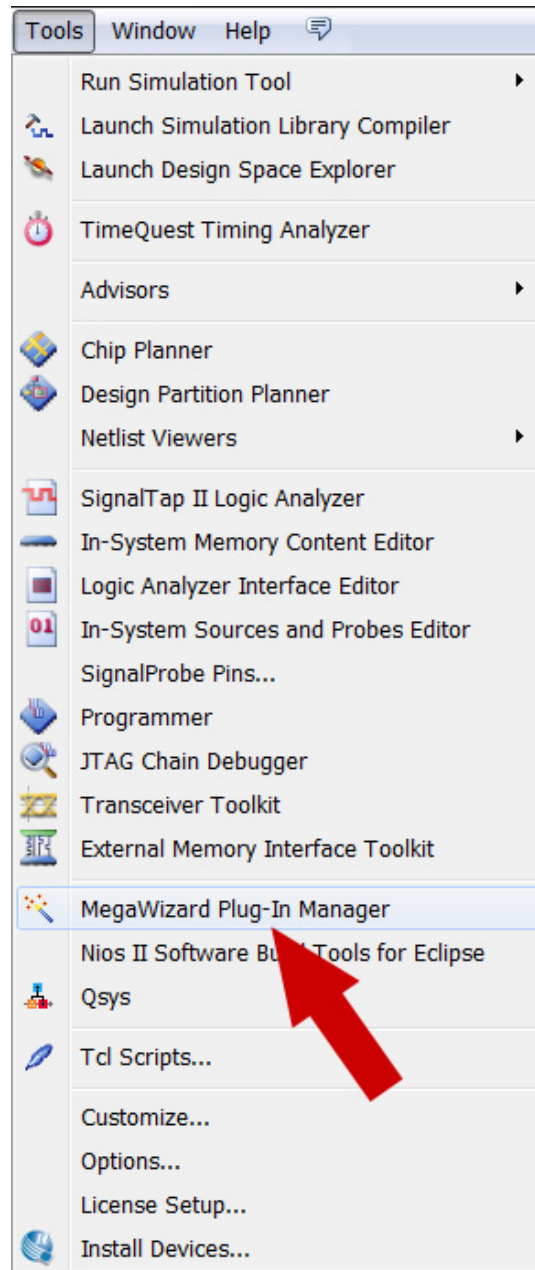 Tools Window Help
Run Simulation Tool
Launch Simulation Library Compiler
Launch Design Space Explorer
TimeQuest Timing Analyzer
Advisors
Chip Planner
Design Partition Planner
Netlist Viewers
SignalTap II Logic Analyzer
In-System Memory Content Editor
Logic Analyzer Interface Editor
01 In-System Sources and Probes Editor
SignalProbe Pins...
Programmer
JTAG Chain Debugger
Transceiver Toolkit
External Memory Interface Toolkit
MegaWizard Plug-In Manager
Nios II Software Build Tools for Eclipse
Qsys
Tcl Scripts...
Customize...
Options...
License Setup...
Install Devices...